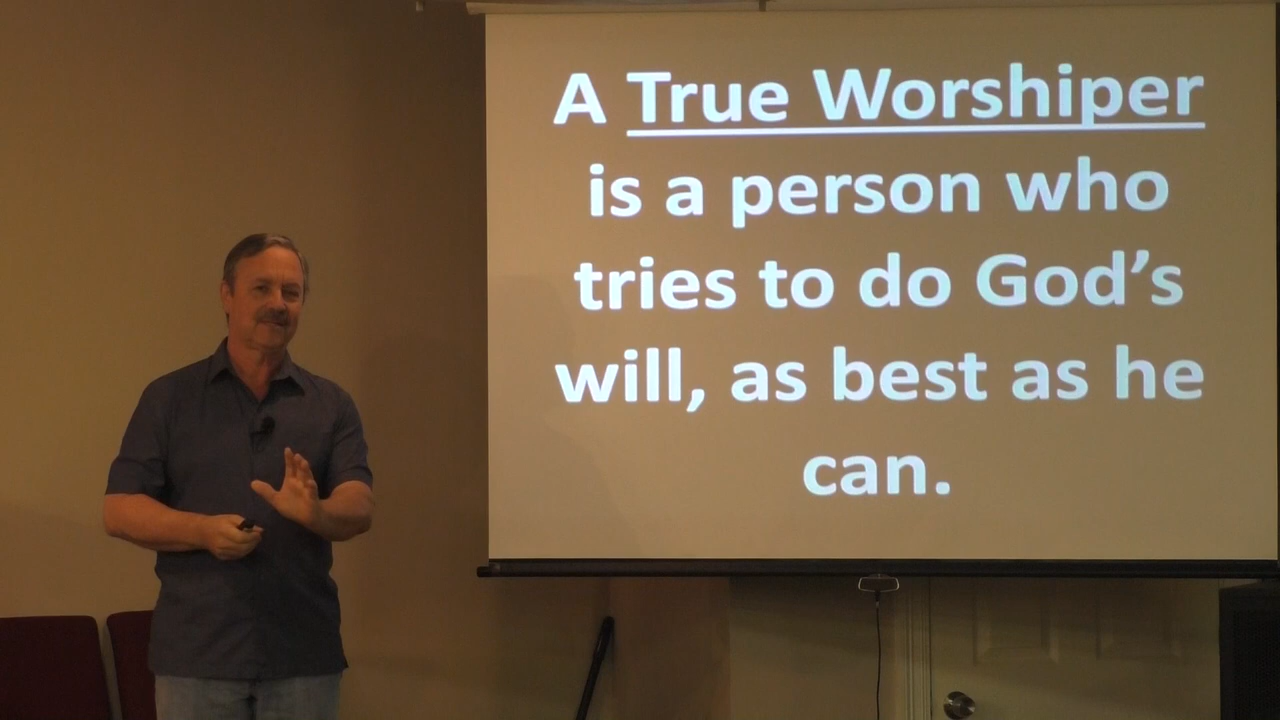 A True Worshiper
is a person who
tries to do God’s
will, as best as he
can.